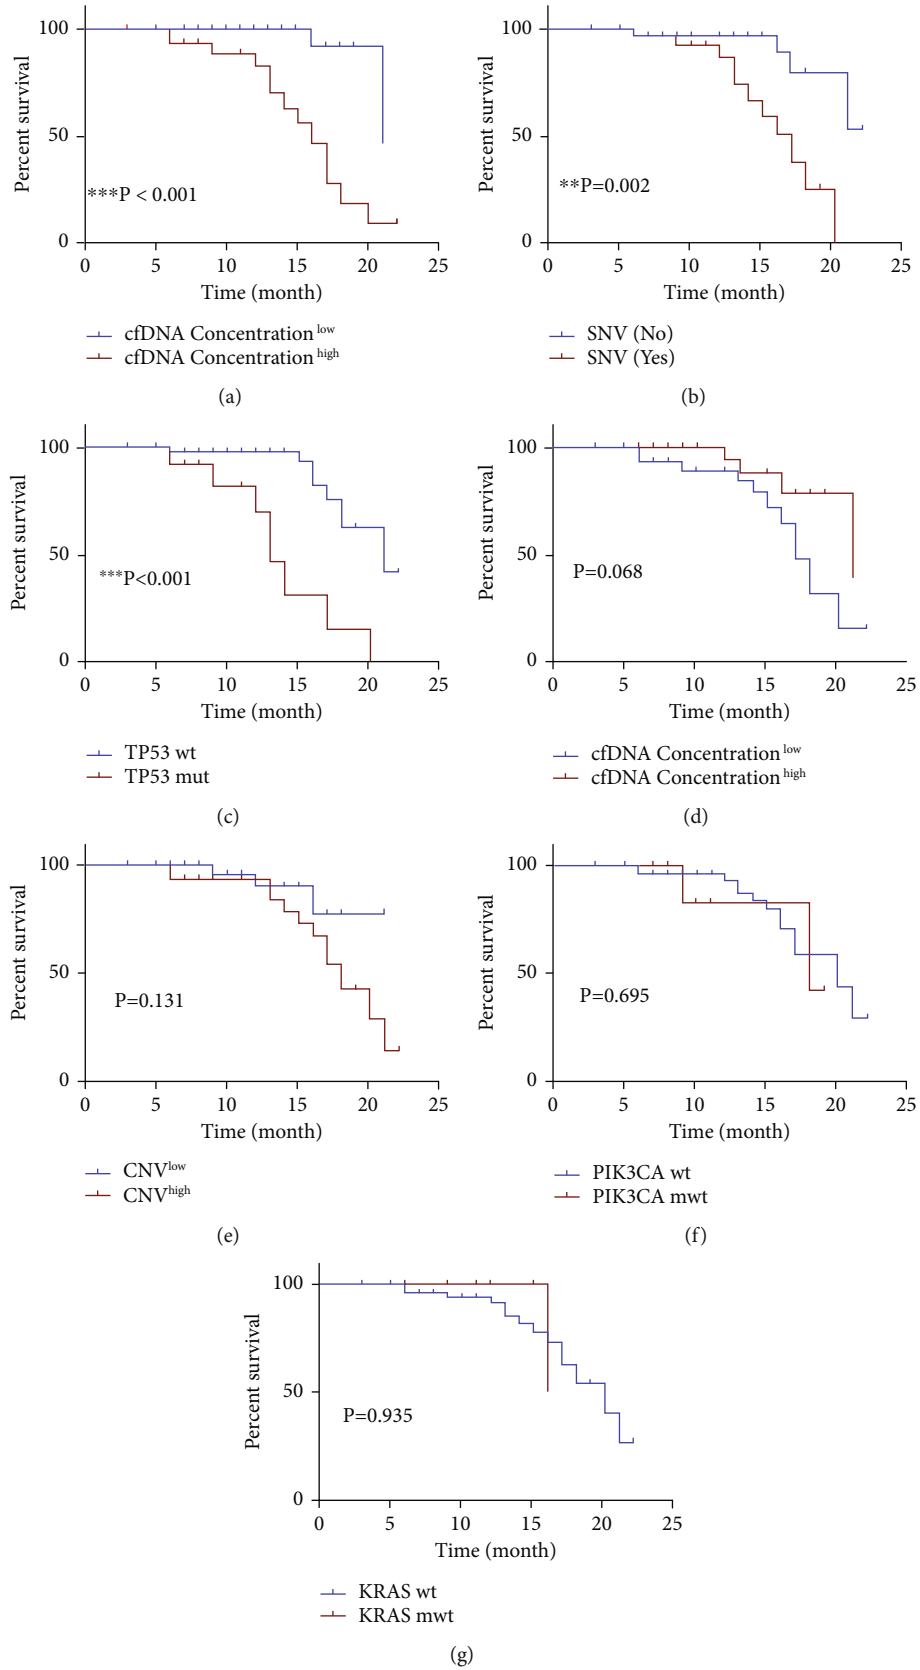 100
50
0
Percent survival
***P < 0.001
0 5 10 15 20 25
Time (month)
cfDNA Concentration low
cfDNA Concentration high
(a)
100
50
0
Percent survival
**P=0.002
0 5 10 15 20 25
Time (month)
SNV (No)
SNV (Yes)
(b)
100
50
0
Percent survival
***P<0.001
0 5 10 15 20 25
Time (month)
TP53 wt
TP53 mut
(c)
100
50
0
Percent survival
P=0.068
0 5 10 15 20 25
Time (month)
cfDNA Concentration low
cfDNA Concentration high
(d)
100
50
0
Percent survival
P=0.131
0 5 10 15 20 25
Time (month)
CNV low
CNV high
(e)
100
50
0
Percent survival
P=0.695
0 5 10 15 20 25
Time (month)
PIK3CA wt
PIK3CA mwt
(f)
100
50
0
Percent survival
P=0.935
0 5 10 15 20 25
Time (month)
KRAS wt
KRAS mwt
(g)